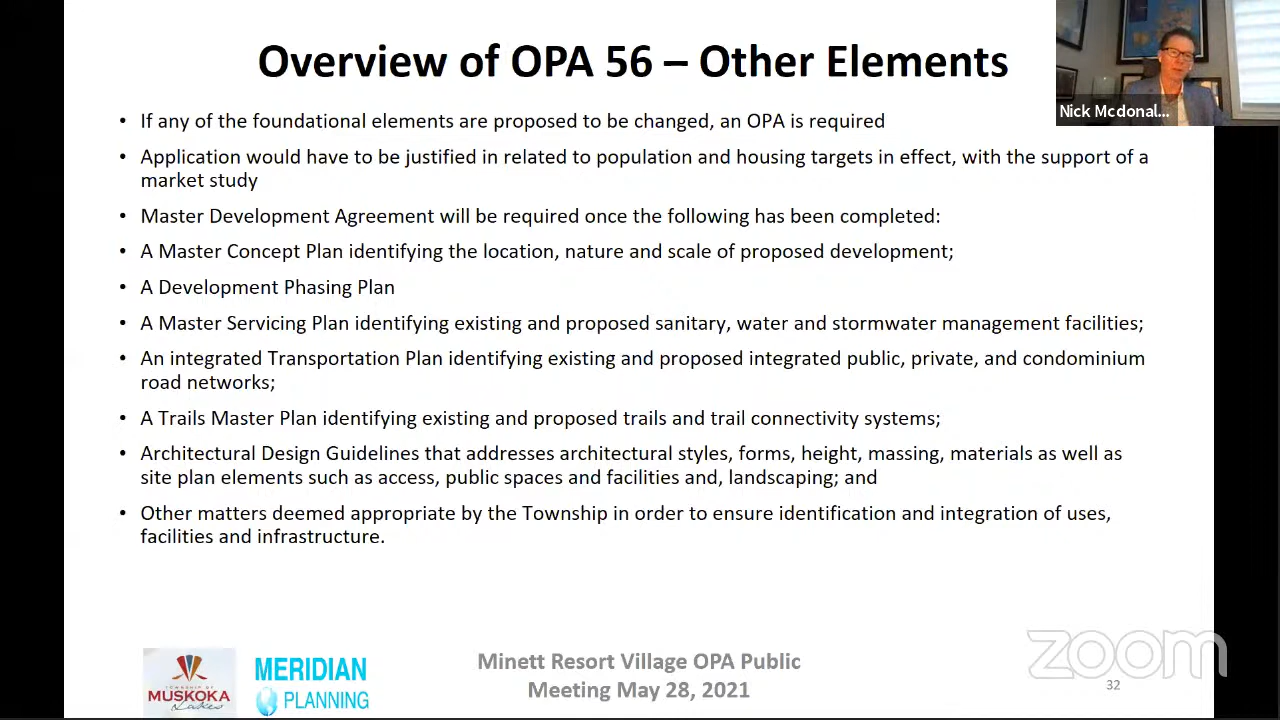 Overview of OPA 56 – Other Elements
Nick Mcdonal...
• If any of the foundational elements are proposed to be changed, an OPA is required
• Application would have to be justified in related to population and housing targets in effect, with the support of a
market study
• Master Development Agreement will be required once the following has been completed:
• A Master Concept Plan identifying the location, nature and scale of proposed development;
• A Development Phasing Plan
• A Master Servicing Plan identifying existing and proposed sanitary, water and stormwater management facilities;
• An integrated Transportation Plan identifying existing and proposed integrated public, private, and condominium
road networks;
• A Trails Master Plan identifying existing and proposed trails and trail connectivity systems;
• Architectural Design Guidelines that addresses architectural styles, forms, height, massing, materials as well as
site plan elements such as access, public spaces and facilities and, landscaping; and
• Other matters deemed appropriate by the Township in order to ensure identification and integration of uses,
facilities and infrastructure.
TOWNSHIP OF
MUSKOKA
Lakes
MERIDIAN
PLANNING
Minett Resort Village OPA Public
Meeting May 28, 2021
zoom
32